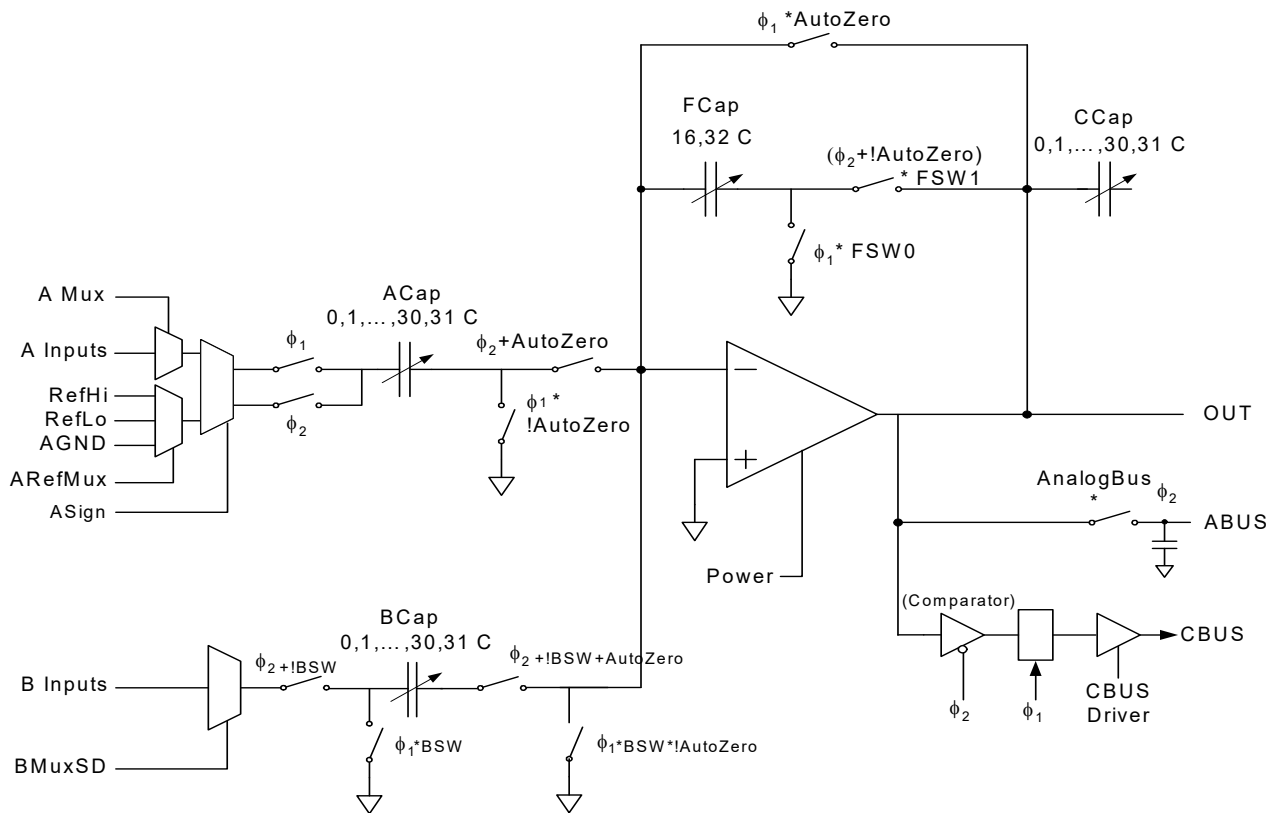 ϕ1 *AutoZero
FCap
16,32 C
CCap
0,1,...,30,31 C
(ϕ2+!AutoZero)
* FSW1
ϕ1* FSW0
A Mux
ACap
0,1,...,30,31 C
A Inputs
ϕ1
ϕ2+AutoZero
RefHi
RefLo
AGND
ϕ2
ϕ1*
!AutoZero
ARefMux
ASign
OUT
AnalogBus
*
ϕ2
ABUS
Power
(Comparator)
CBUS
ϕ2
ϕ1
CBUS
Driver
BCap
0,1,...,30,31 C
B Inputs
ϕ2+!BSW
ϕ2+!BSW+AutoZero
ϕ1*BSW
ϕ1*BSW*!AutoZero
BMuxSD